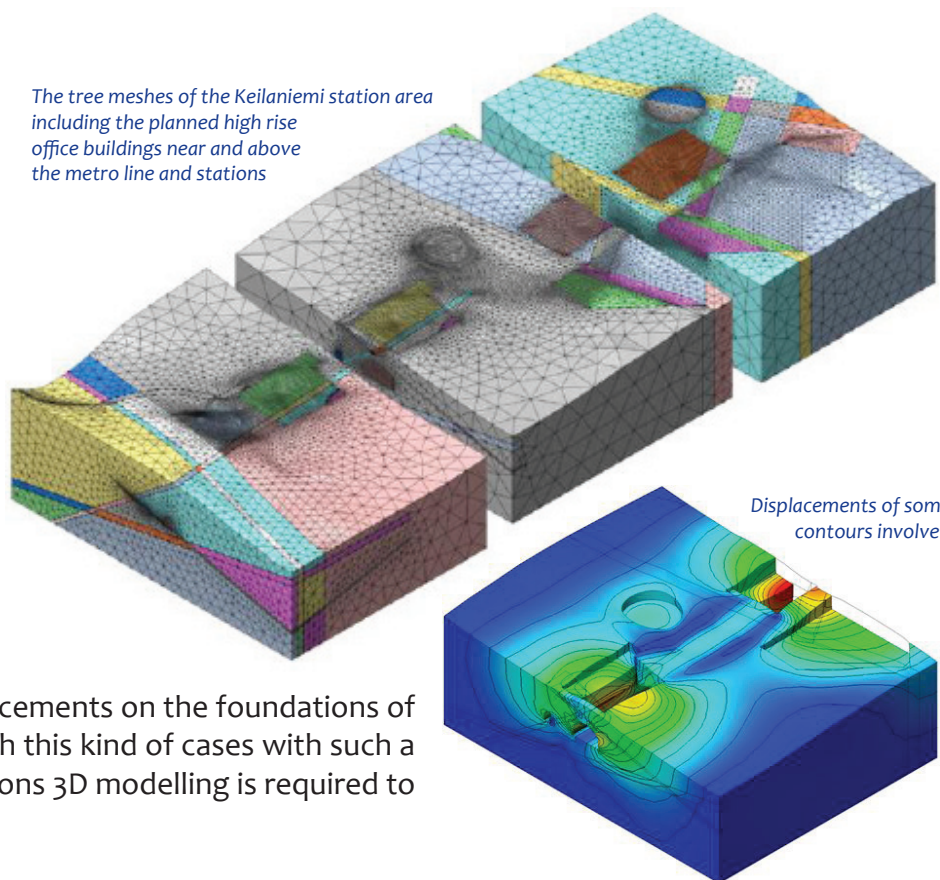 The tree meshes of the Keilaniemi station area
including the planned high rise
office buildings near and above
the metro line and stations
Displacements of som
contours involve
cements on the foundations of
h this kind of cases with such a
ons 3D modelling is required to